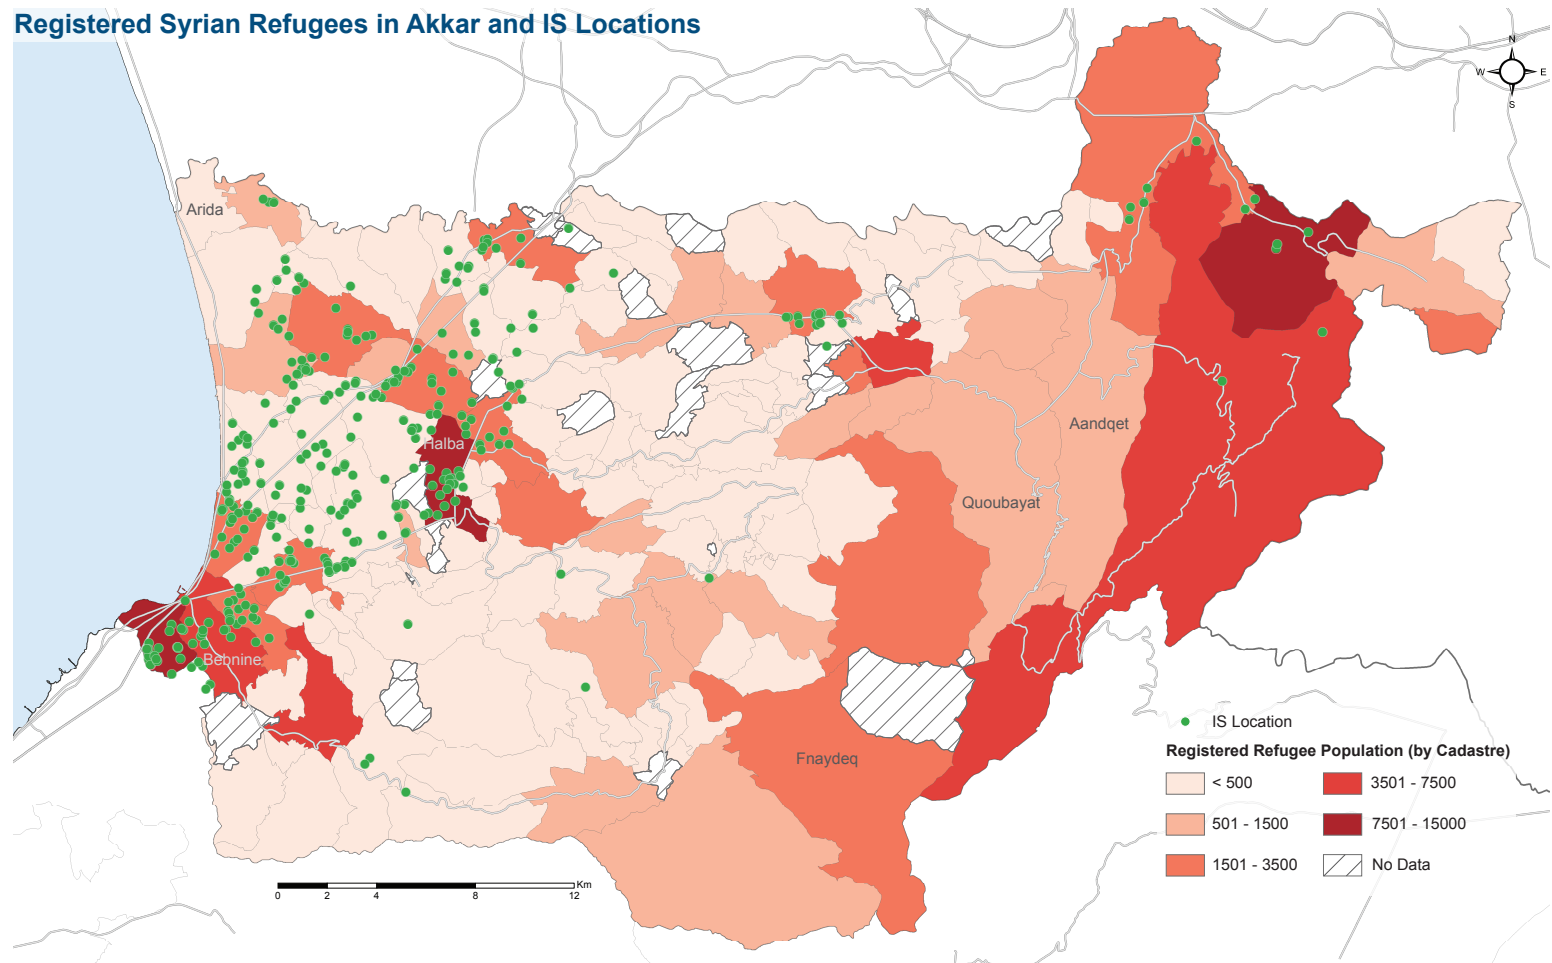 Registered Syrian Refugees in Akkar and IS Locations
N
W E
S
Arida
Halba
Aandqet
Quoubayat
Bebnine
Fnaydeq
IS Location
Registered Refugee Population (by Cadastre)
< 500
3501 - 7500
501 - 1500
7501 - 15000
1501 - 3500
No Data
Km
0 2 4 8 12